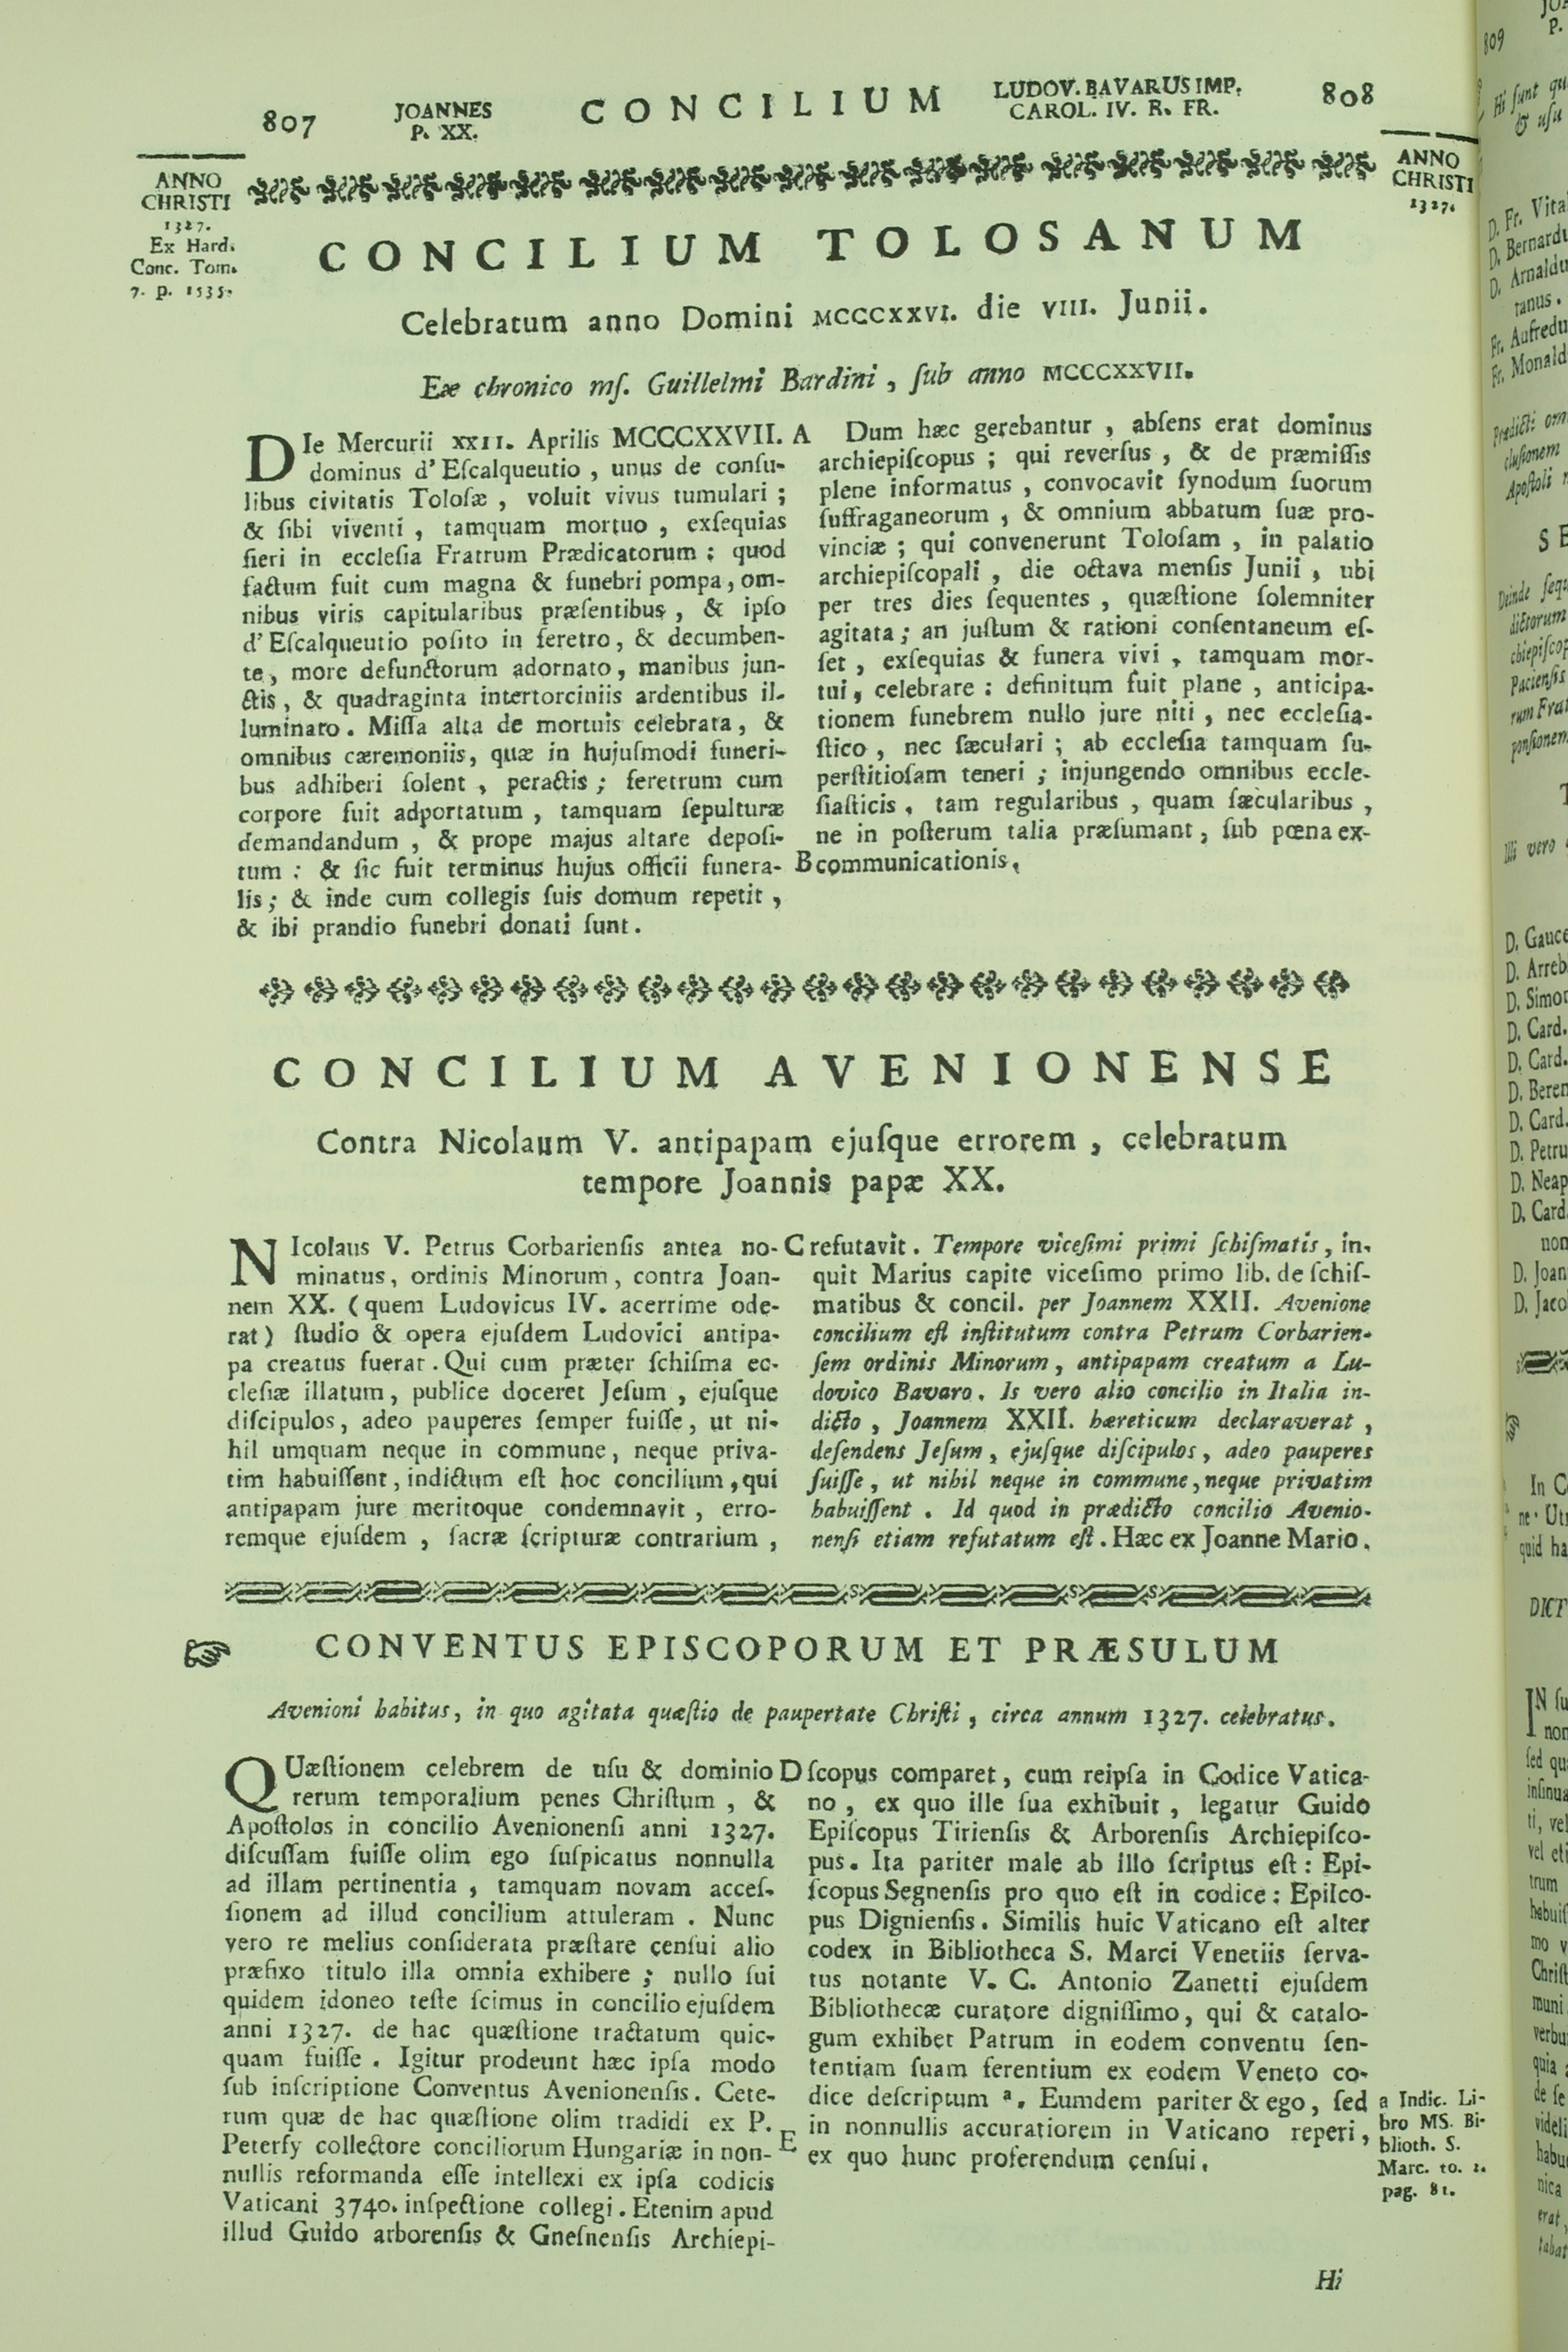 807
JOANNES
P. XX.
CONCILIUM
LUDOV. BAVARUS IMP.
CAROL. IV. R. FR.
808
ANNO
CHRISTI
1327.
Ex Hard.
Conc. Tom.
7. p. 1535.
ANNO
CHRISTI
1327.
CONCILIUM TOLOSANUM
Celebratum anno Domini MCCCXXVI. die VIII. Junii.
Ex chronico mſ. Guillelmi Bardini, ſub anno MCCCXXVII.
DIe Mercurii XXII. Aprilis MCCCXXVII.
dominus d'Eſcalqueutio, unus de conſu-
libus civitatis Toloſæ, voluit vivus tumulari;
& ſibi viventi, tamquam mortuo, exſequias
fieri in eccleſia Fratrum Prædicatorum: quod
factum fuit cum magna & funebri pompa, om-
nibus viris capitularibus præſentibus, & ipſo
d'Eſcalqueutio poſito in feretro, & decumben-
te, more defunctorum adornato, manibus jun-
ctis, & quadraginta intertorciniis ardentibus il-
luminato. Miſſa alta de mortuis celebrata, &
omnibus cæremoniis, quæ in hujuſmodi funeri-
bus adhiberi ſolent, peractis; feretrum cum
corpore fuit adportatum, tamquam ſepulturæ
demandandum, & prope majus altare depoſi-
tum: & ſic fuit terminus hujus officii funera-
lis; & inde cum collegis ſuis domum repetit,
& ibi prandio funebri donati ſunt.
A
Dum hæc gerebantur, abſens erat dominus
archiepiſcopus; qui reverſus, & de præmiſſis
plene informatus, convocavit ſynodum ſuorum
ſuffraganeorum, & omnium abbatum ſuæ pro-
vinciæ; qui convenerunt Toloſam, in palatio
archiepiſcopali, die octava menſis Junii, ubi
per tres dies ſequentes, quæſtione ſolemniter
agitata; an juſtum & rationi conſentaneum eſ-
ſet, exſequias & funera vivi, tamquam mor-
tui, celebrare: definitum fuit plane, anticipa-
tionem funebrem nullo jure niti, nec eccleſia-
ſtico, nec ſæculari; ab eccleſia tamquam ſu-
perſtitioſam teneri; injungendo omnibus eccle-
ſiaſticis, tam regularibus, quam ſæcularibus,
ne in poſterum talia præſumant, ſub pœna ex-
B communicationis.
CONCILIUM AVENIONENSE
Contra Nicolaum V. antipapam ejuſque errorem, celebratum
tempore Joannis papæ XX.
NIcolaus V. Petrus Corbarienſis antea no-
minatus, ordinis Minorum, contra Joan-
nem XX. (quem Ludovicus IV. acerrime ode-
rat) ſtudio & opera ejuſdem Ludovici antipa-
pa creatus fuerat. Qui cum præter ſchiſma ec-
cleſiæ illatum, publice doceret Jeſum, ejuſque
diſcipulos, adeo pauperes ſemper fuiſſe, ut ni-
hil umquam neque in commune, neque priva-
tim habuiſſent, indictum eſt hoc concilium, qui
antipapam jure meritoque condemnavit, erro-
remque ejuſdem, ſacræ ſcripturæ contrarium,
C refutavit. Tempore viceſimi primi ſchiſmatis, in-
quit Marius capite viceſimo primo lib. de ſchiſ-
matibus & concil. per Joannem XXII. Avenione
concilium eſt inſtitutum contra Petrum Corbarien-
ſem ordinis Minorum, antipapam creatum a Lu-
dovico Bavaro. Is vero alio concilio in Italia in-
dicto, Joannem XXII. hæreticum declaraverat,
defendens Jeſum, ejuſque diſcipulos, adeo pauperes
fuiſſe, ut nihil neque in commune, neque privatim
habuiſſent. Id quod in prædicto concilio Avenio-
nenſi etiam refutatum eſt. Hæc ex Joanne Mario.
☞ CONVENTUS EPISCOPORUM ET PRÆSULUM
Avenioni habitus, in quo agitata quæſtio de paupertate Chriſti, circa annum 1327. celebratus.
QUæſtionem celebrem de uſu & dominio
rerum temporalium penes Chriſtum, &
Apoſtolos in concilio Avenionenſi anni 1327.
diſcuſſam fuiſſe olim ego ſuſpicatus nonnulla
ad illam pertinentia, tamquam novam acceſ-
ſionem ad illud concilium attuleram. Nunc
vero re melius conſiderata præſtare cenſui alio
præfixo titulo illa omnia exhibere; nullo ſui
quidem idoneo teſte ſcimus in concilio ejuſdem
anni 1327. de hac quæſtione tractatum quic-
quam fuiſſe. Igitur prodeunt hæc ipſa modo
ſub inſcriptione Conventus Avenionenſis. Cete-
rum quæ de hac quæſtione olim tradidi ex P.
Peterfy collectore conciliorum Hungariæ in non-
nullis reformanda eſſe intellexi ex ipſa codicis
Vaticani 3740. inſpectione collegi. Etenim apud
illud Guido arborenſis & Gneſnenſis Archiepi-
D ſcopus comparet, cum reipſa in Codice Vatica-
no, ex quo ille ſua exhibuit, legatur Guido
Epiſcopus Tirienſis & Arborenſis Archiepiſco-
pus. Ita pariter male ab illo ſcriptus eſt: Epi-
ſcopus Segnenſis pro quo eſt in codice: Epiſco-
pus Dignienſis. Similis huic Vaticano eſt alter
codex in Bibliotheca S. Marci Venetiis ſerva-
tus notante V. C. Antonio Zanetti ejuſdem
Bibliothecæ curatore digniſſimo, qui & catalo-
gum exhibet Patrum in eodem conventu ſen-
tentiam ſuam ferentium ex eodem Veneto co-
dice deſcriptum ª. Eumdem pariter & ego, ſed
in nonnullis accuratiorem in Vaticano reperi,
E
ex quo hunc proferendum cenſui.
a Indic. Li-
bro MS. Bi-
blioth. S.
Marc. to. 2.
pag. 81.
Hi
809
Hi ſunt
& uſu
D. Fr.
D.
D.
tanus.
Fr.
Fr.
Apoſtoli
Deinde
D.
D.
D.
D. Card.
D. Card.
D.
D. Card.
D.
D.
D. Card
non
D.
D.
In
quid
IN
non
ſed
vel
mo